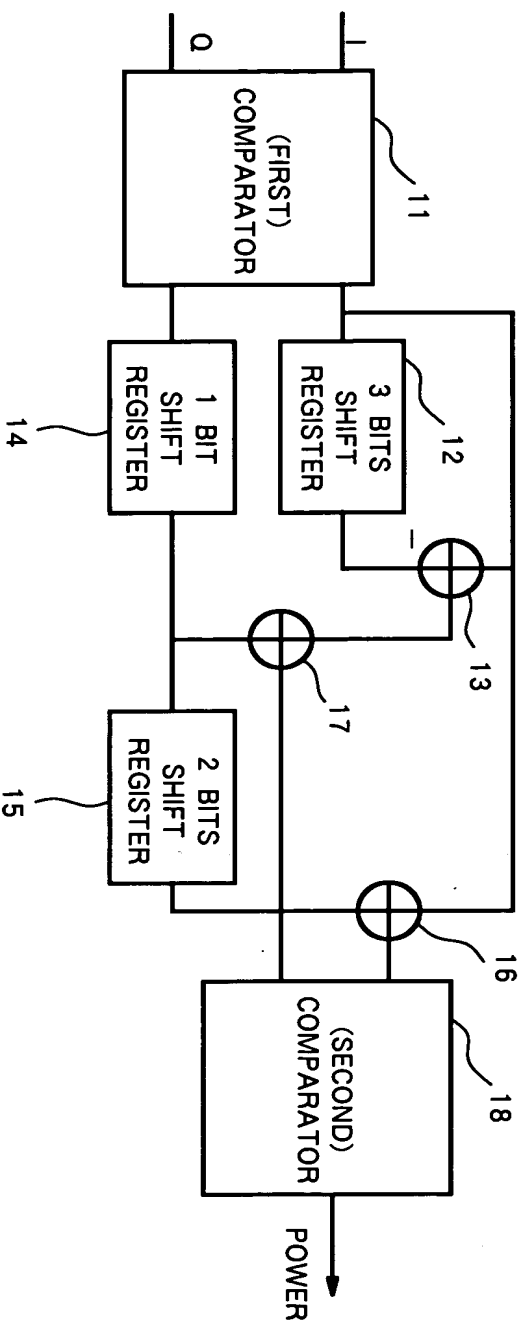 I
Q
(FIRST)
COMPARATOR
11
3 BITS
SHIFT
REGISTER
12
−
13
1 BIT
SHIFT
REGISTER
14
17
2 BITS
SHIFT
REGISTER
15
16
(SECOND)
COMPARATOR
18
POWER